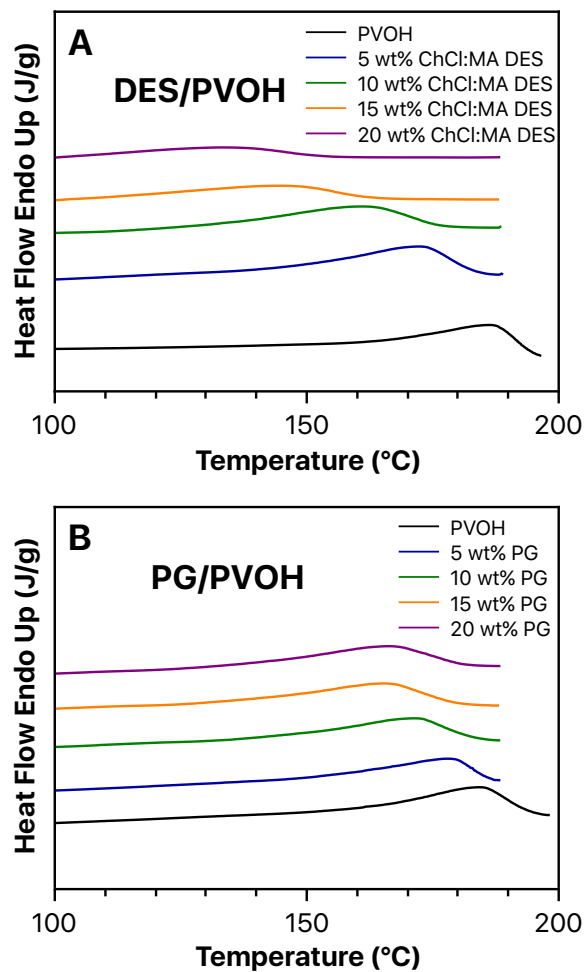 A
DES/PVOH
PVOH
5 wt% ChCl:MA DES
10 wt% ChCl:MA DES
15 wt% ChCl:MA DES
20 wt% ChCl:MA DES
Heat Flow Endo Up (J/g)
100 150 200
Temperature (°C)
B
PG/PVOH
PVOH
5 wt% PG
10 wt% PG
15 wt% PG
20 wt% PG
Heat Flow Endo Up (J/g)
100 150 200
Temperature (°C)